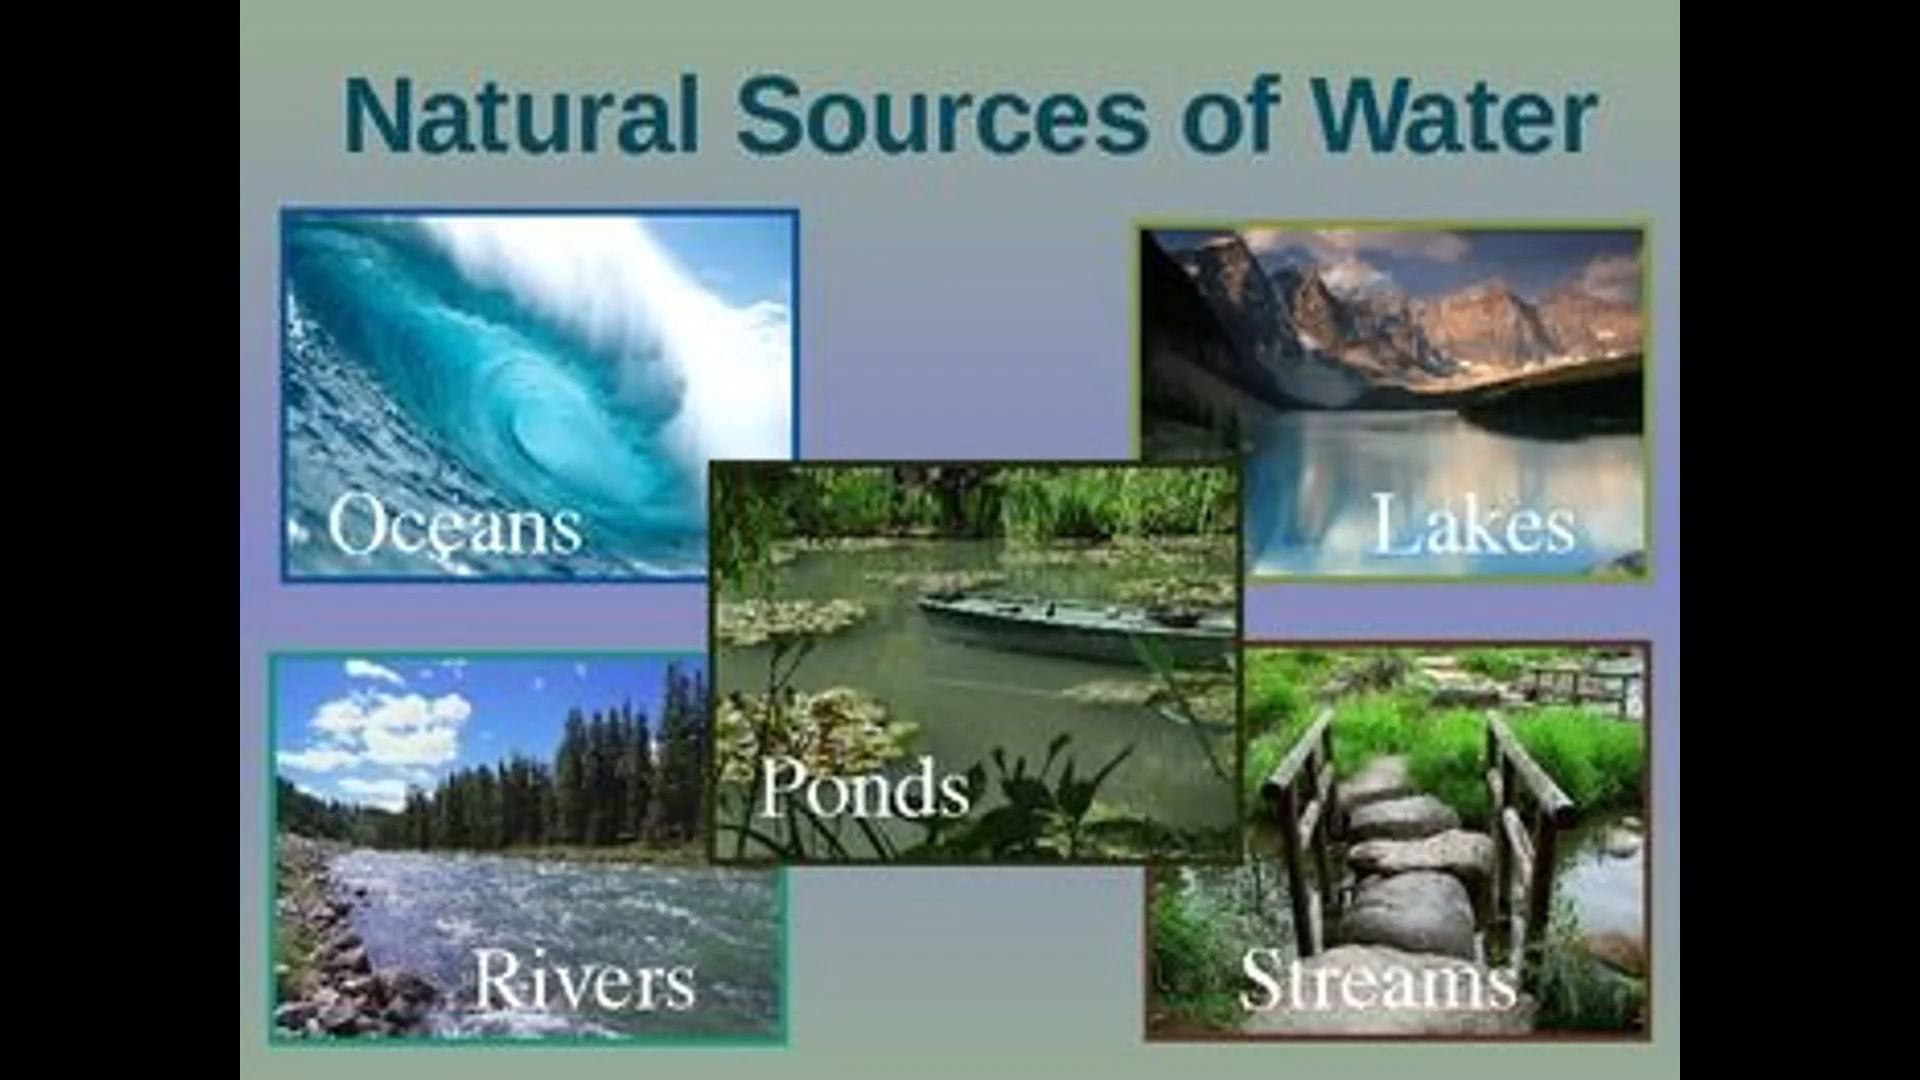 Natural Sources of Water
Oceans
Lakes
Ponds
Rivers
Streams